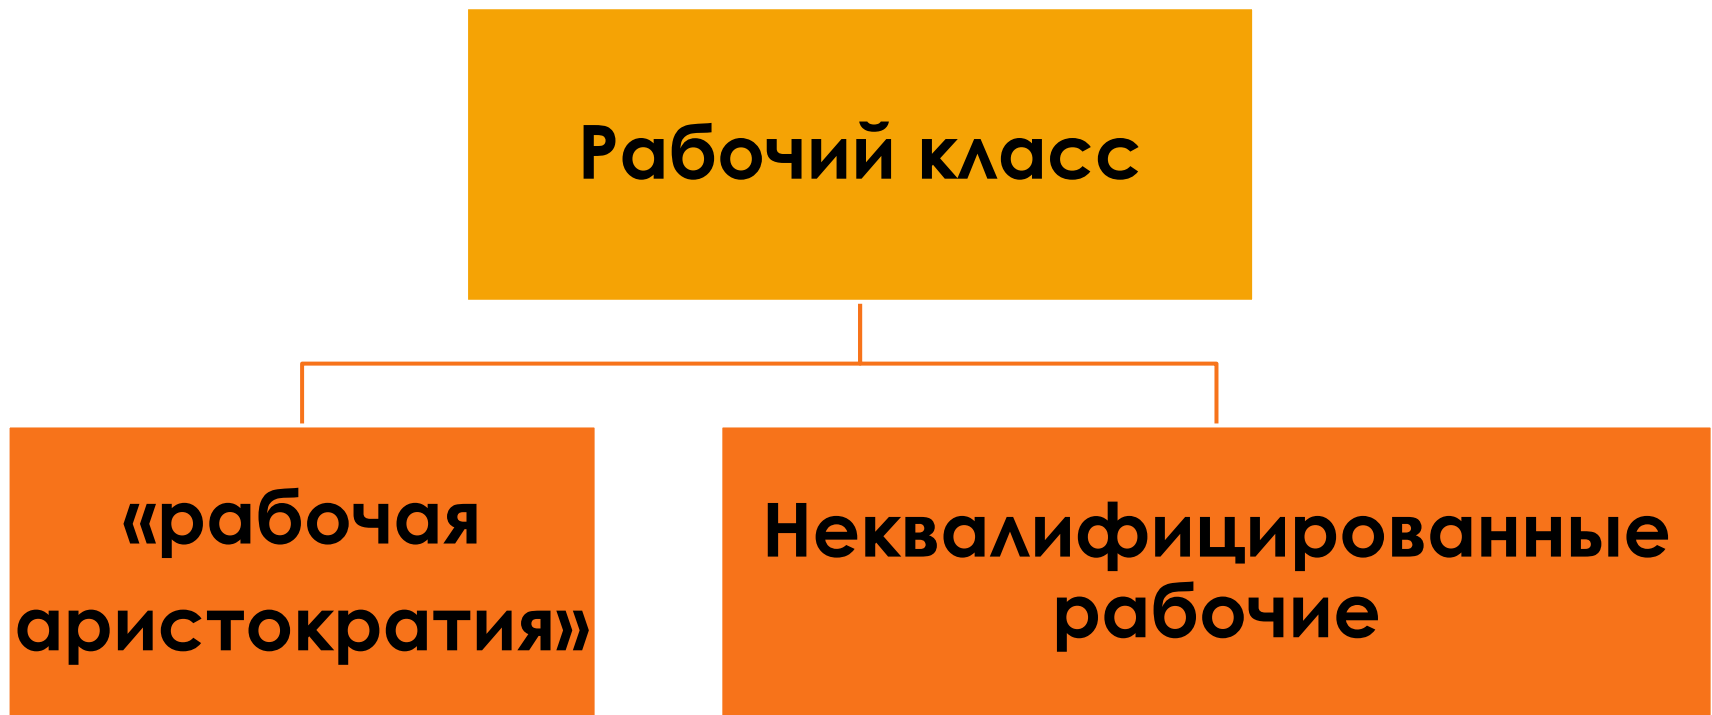 Рабочий класс
«рабочая
аристократия»
Неквалифицированные
рабочие